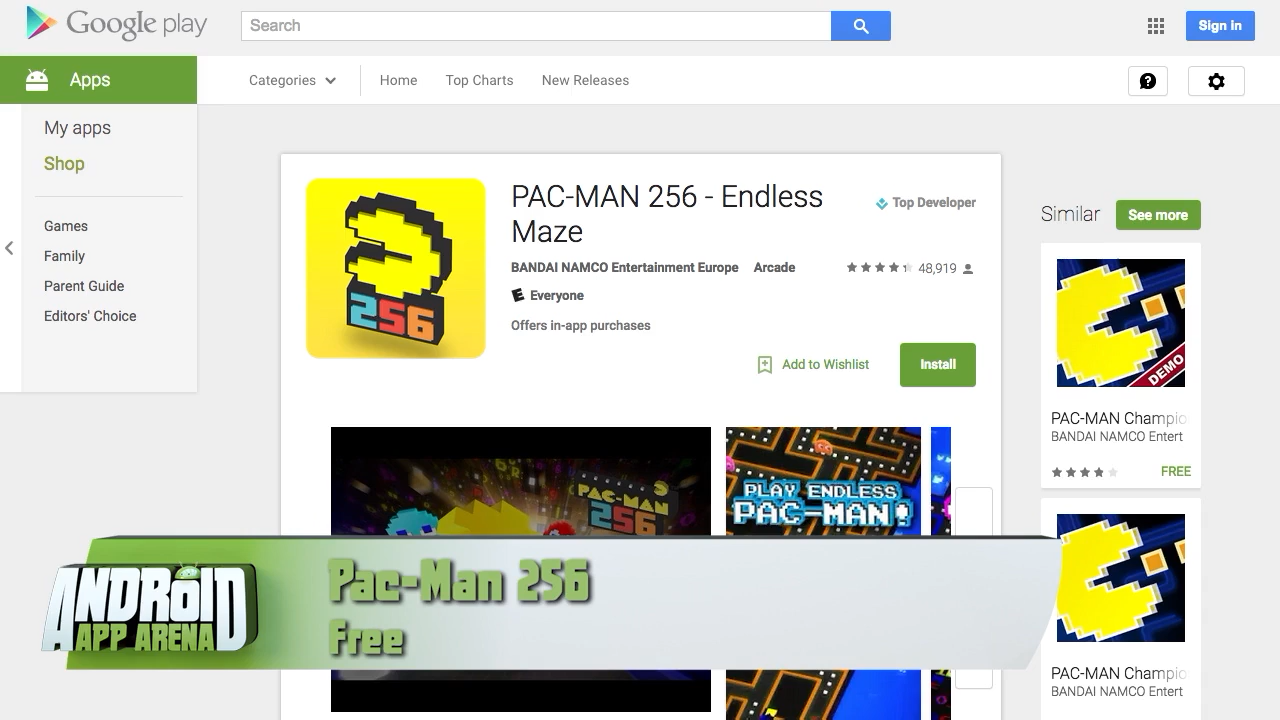 Google play
Search
Sign in
Apps
Categories
Home
Top Charts
New Releases
My apps
Shop
Games
Family
Parent Guide
Editors' Choice
256
PAC-MAN 256 - Endless
Maze
Top Developer
BANDAI NAMCO Entertainment Europe
Arcade
48,919
E Everyone
Offers in-app purchases
Add to Wishlist
Install
Similar
See more
DEMO
PAC-MAN Champio
BANDAI NAMCO Entert
FREE
PAC-MAN
256
PLAY ENDLESS
PAC-MAN!
ANDROID
APP ARENA
Pac-Man 256
Free
PAC-MAN Champio
BANDAI NAMCO Entert